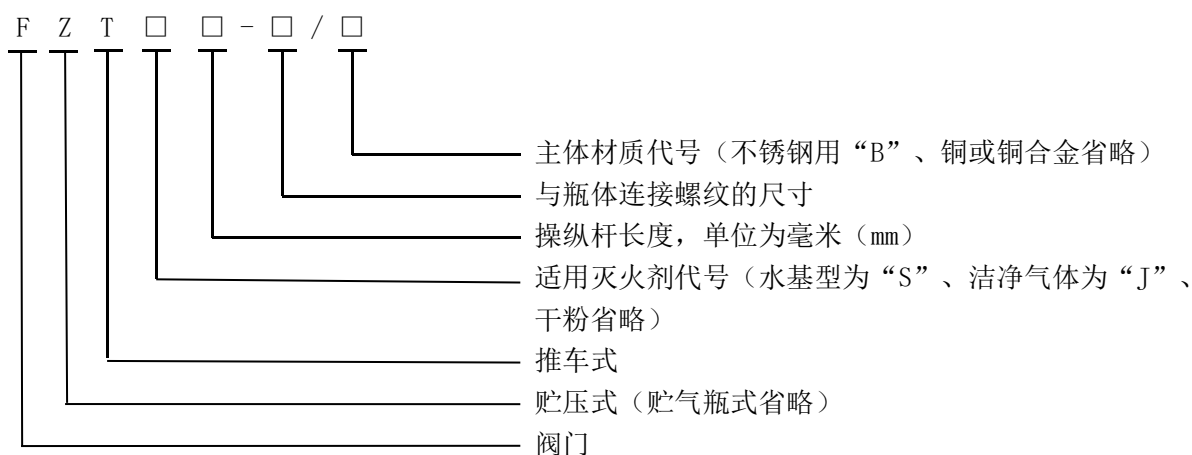 F Z T □ □ - □ / □
主体材质代号（不锈钢用“B”、铜或铜合金省略）
与瓶体连接螺纹的尺寸
操纵杆长度，单位为毫米（mm）
适用灭火剂代号（水基型为“S”、洁净气体为“J”、
干粉省略）
推车式
贮压式（贮气瓶式省略）
阀门